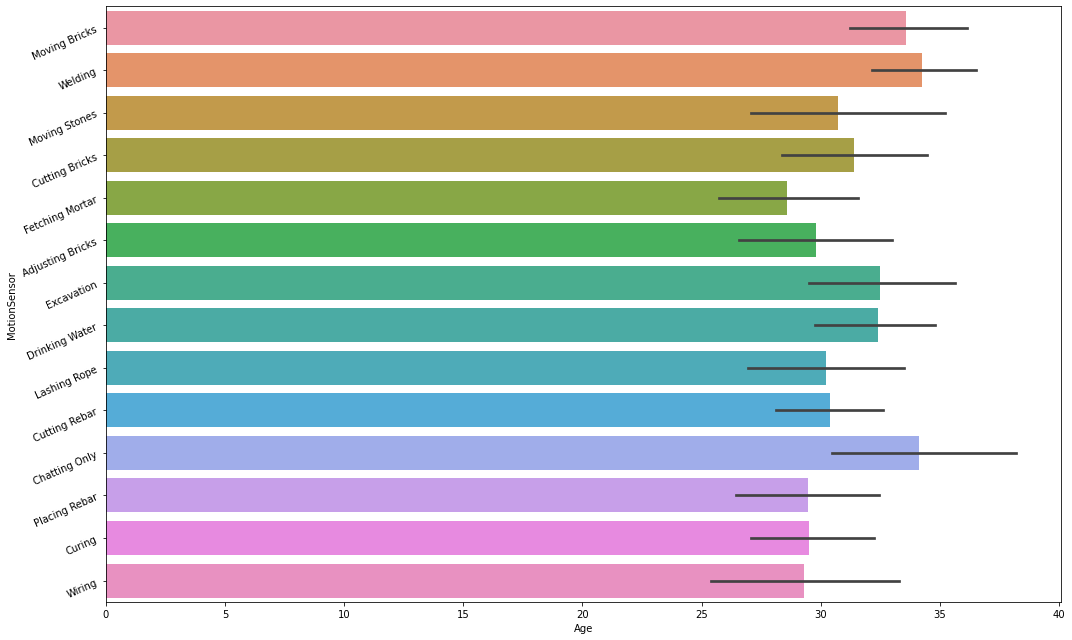 Moving Bricks
Welding
Moving Stones
Cutting Bricks
Fetching Mortar
Adjusting Bricks
Excavation
Drinking Water
Lashing Rope
Cutting Rebar
Chatting Only
Placing Rebar
Curing
Wiring
MotionSensor
0 5 10 15 20 25 30 35 40
Age